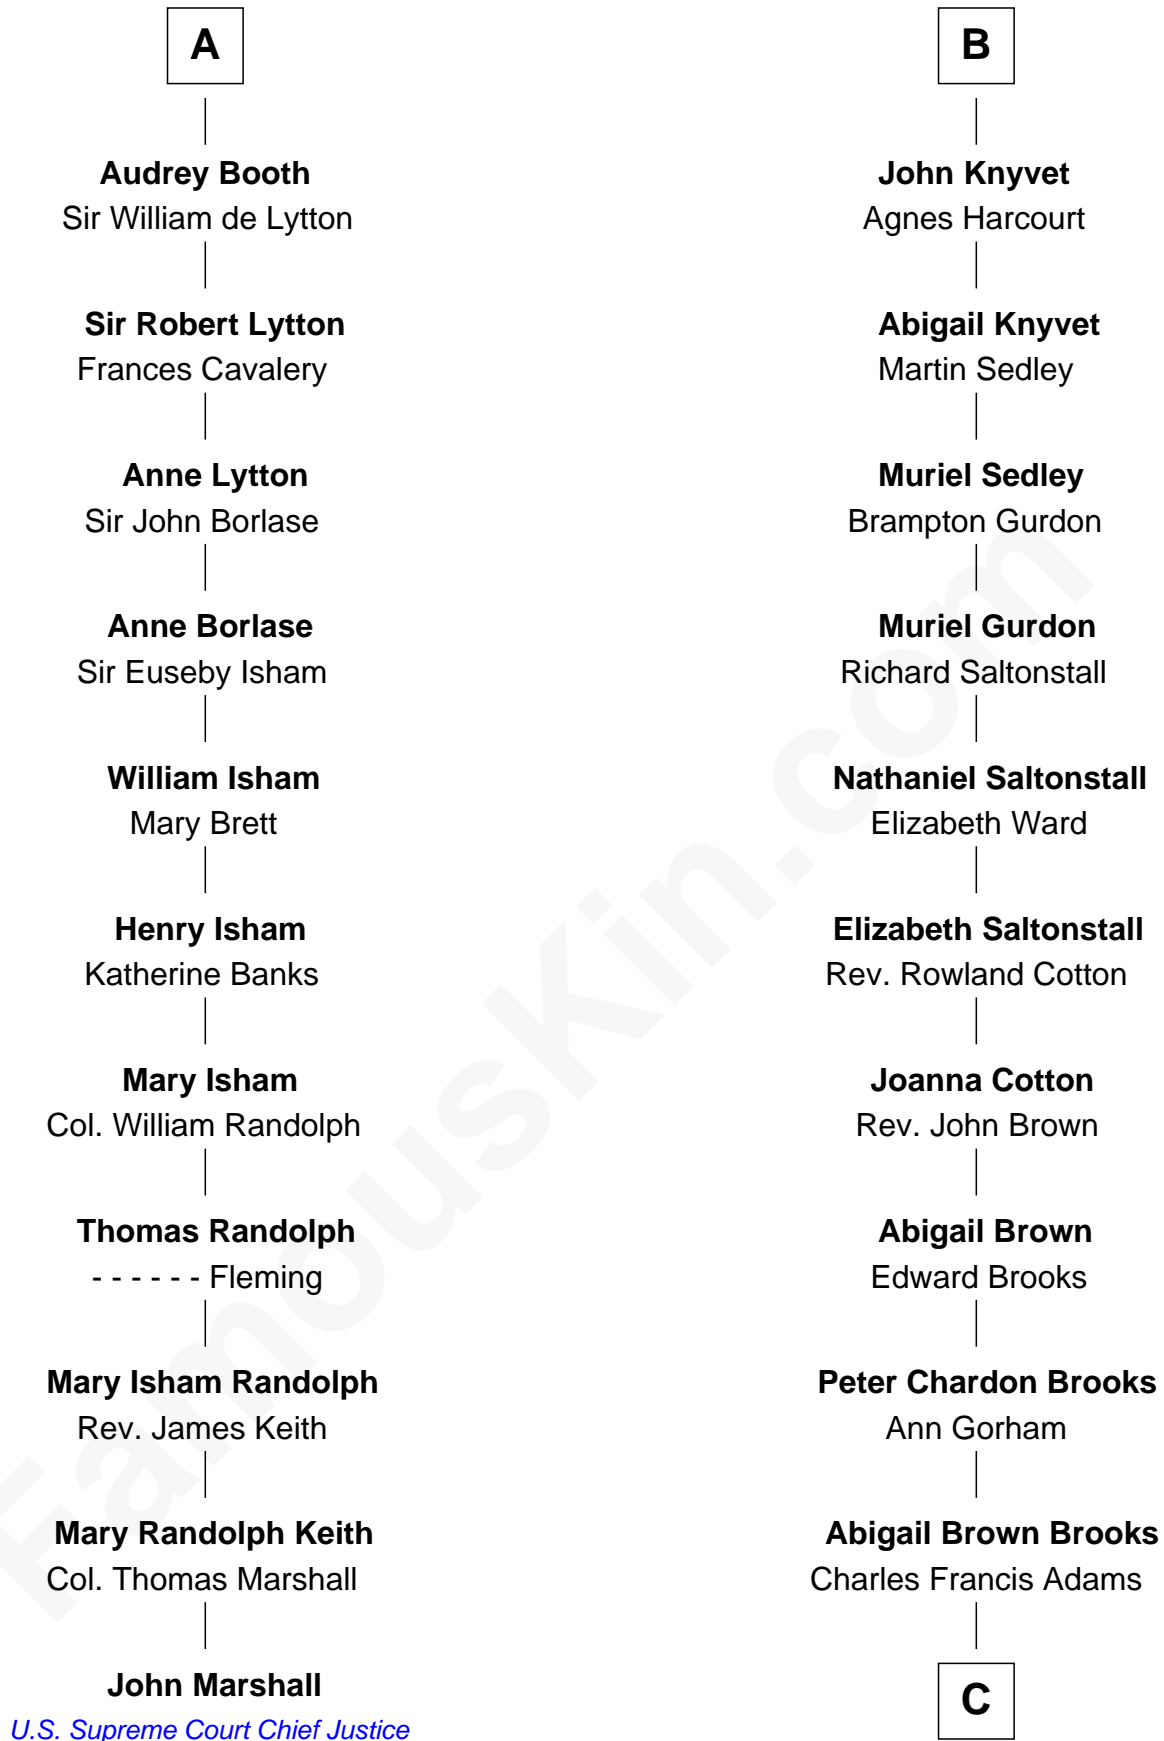 A
Audrey Booth
Sir William de Lytton
Sir Robert Lytton
Frances Cavalery
Anne Lytton
Sir John Borlase
Anne Borlase
Sir Euseby Isham
William Isham
Mary Brett
Henry Isham
Katherine Banks
Mary Isham
Col. William Randolph
Thomas Randolph
- - - - - - Fleming
Mary Isham Randolph
Rev. James Keith
Mary Randolph Keith
Col. Thomas Marshall
John Marshall
U.S. Supreme Court Chief Justice
B
John Knyvet
Agnes Harcourt
Abigail Knyvet
Martin Sedley
Muriel Sedley
Brampton Gurdon
Muriel Gurdon
Richard Saltonstall
Nathaniel Saltonstall
Elizabeth Ward
Elizabeth Saltonstall
Rev. Rowland Cotton
Joanna Cotton
Rev. John Brown
Abigail Brown
Edward Brooks
Peter Chardon Brooks
Ann Gorham
Abigail Brown Brooks
Charles Francis Adams
C
FamousKin.com